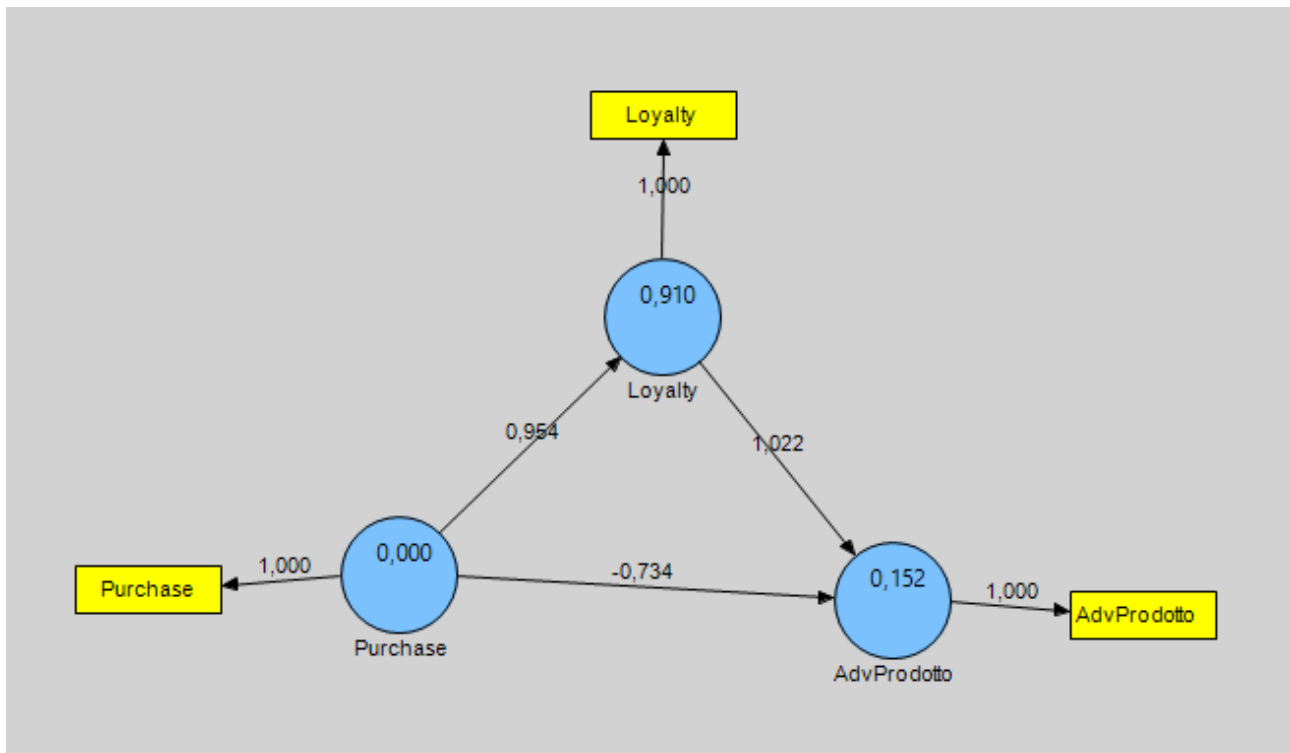 Loyalty
1,000
0,910
Loyalty
0,954
1,022
0,000
1,000
Purchase
-0,734
0,152
1,000
AdvProdotto
Purchase
AdvProdotto